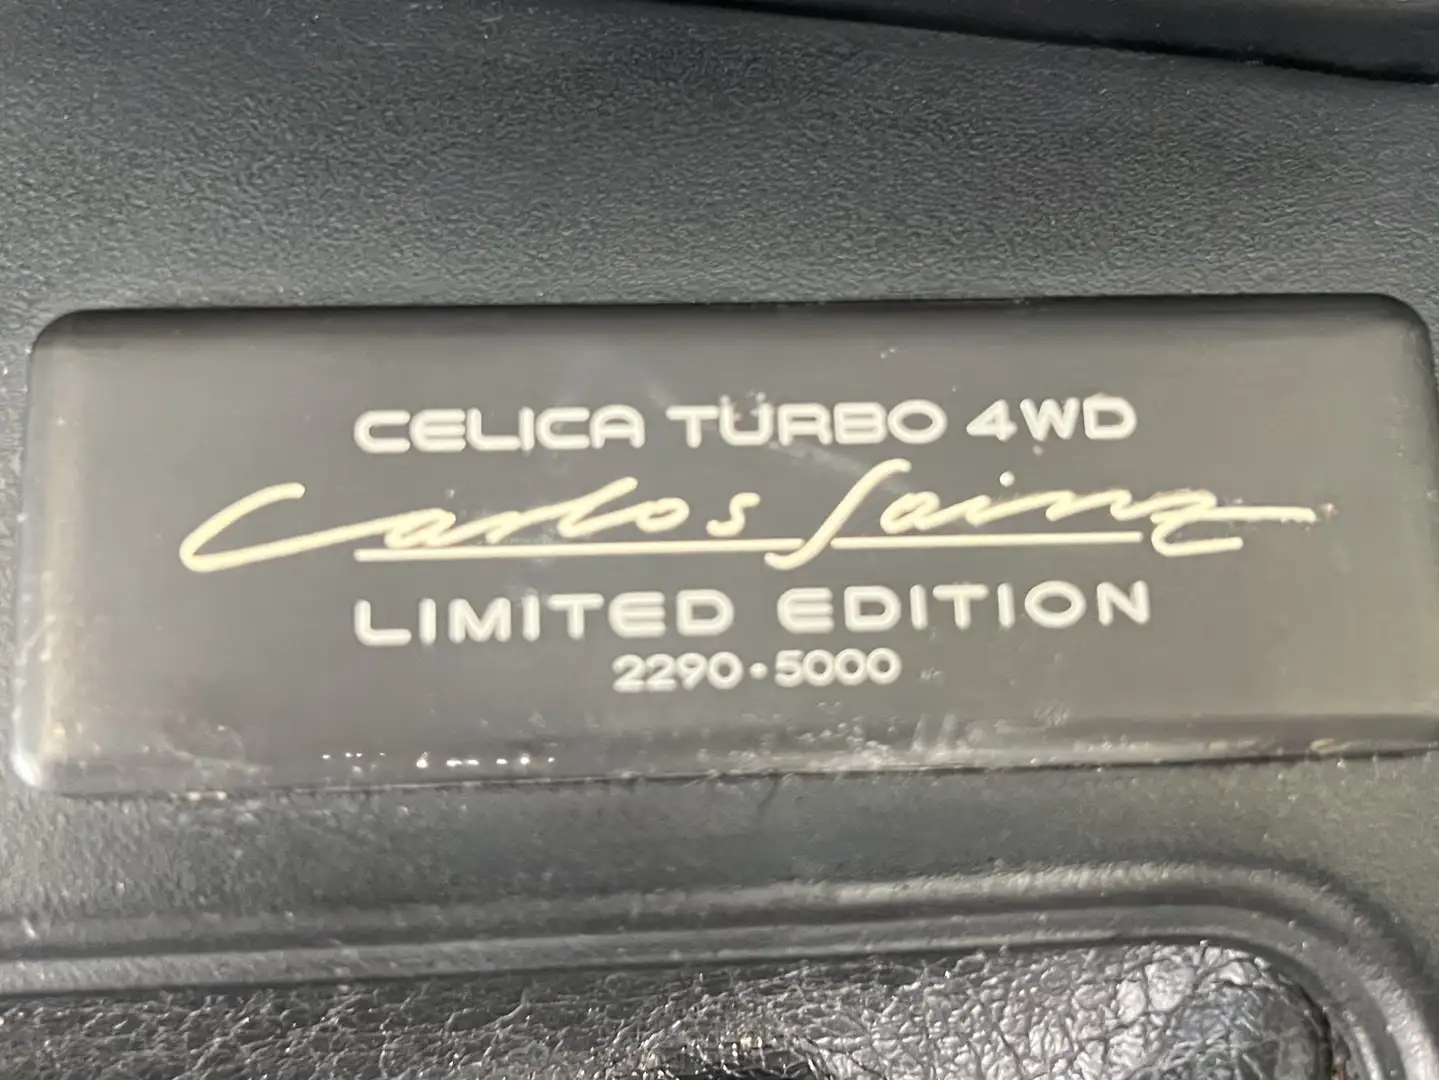 CELICA TURBO 4WD
Carlos Sainz
LIMITED EDITION
2290·5000